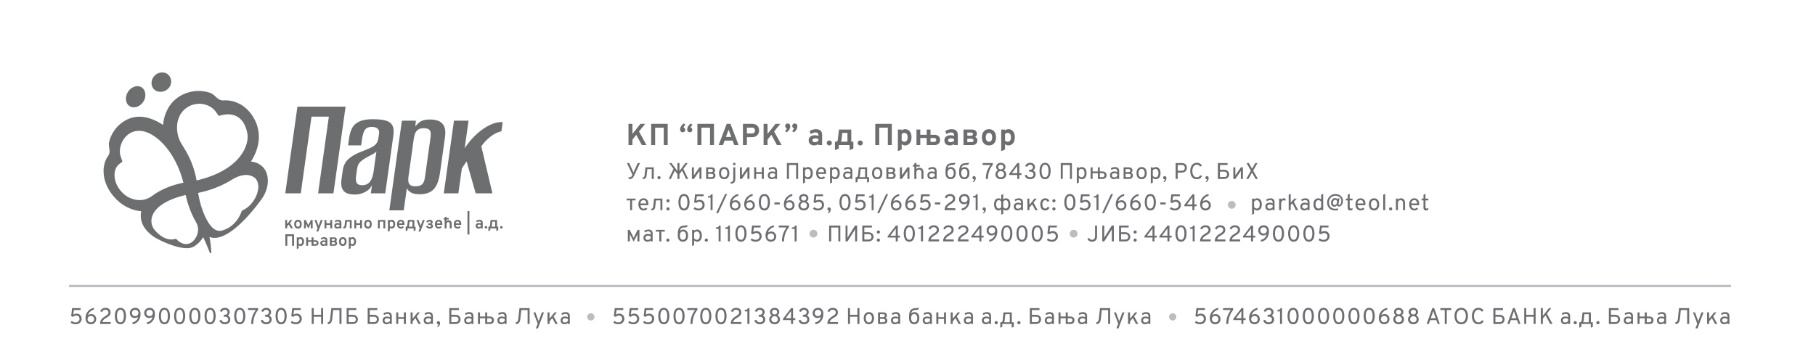 Парк
комунално предузеће | а.д.
Прњавор
КП “ПАРК” а.д. Прњавор
Ул. Живојина Прерадовића бб, 78430 Прњавор, РС, БиХ
тел: 051/660-685, 051/665-291, факс: 051/660-546 • parkad@teol.net
мат. бр. 1105671 • ПИБ: 401222490005 • ЈИБ: 4401222490005
5620990000307305 НЛБ Банка, Бања Лука • 5550070021384392 Нова банка а.д. Бања Лука • 5674631000000688 АТОС БАНК а.д. Бања Лука